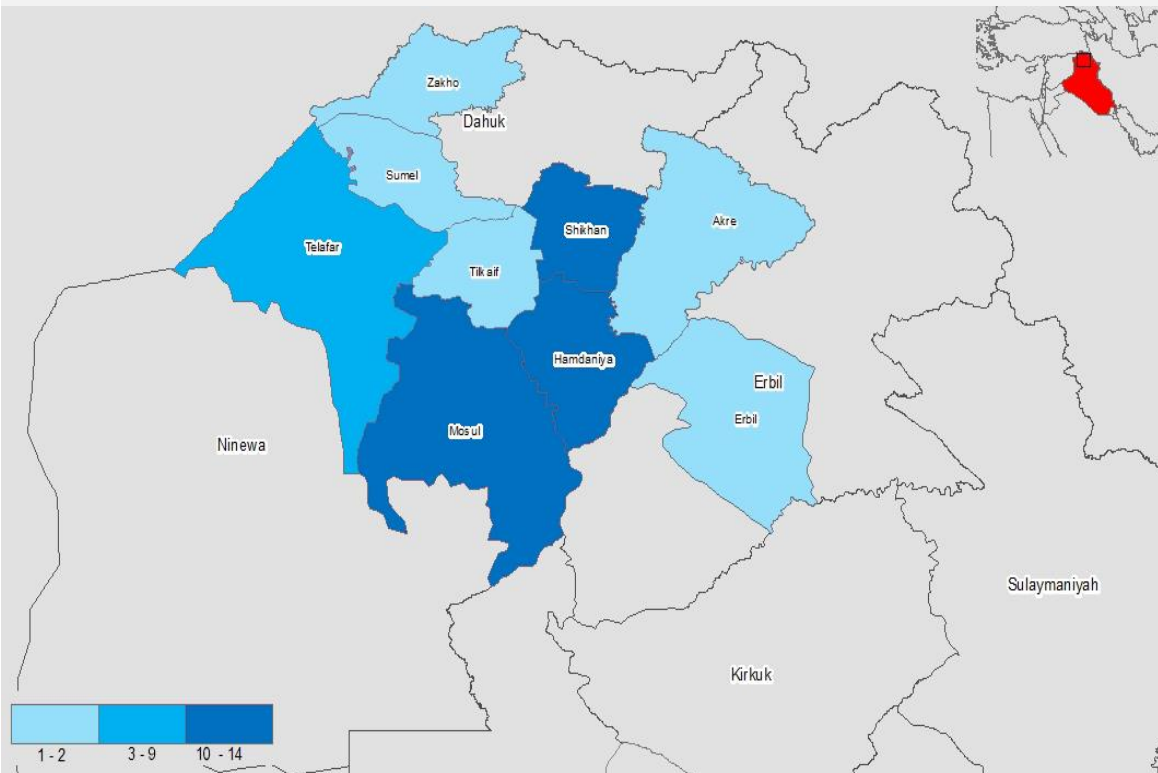 Zakho
Dahuk
Sumel
Akre
Shikhan
Telafar
Tilkaif
Hamdaniya
Erbil
Erbil
Mosul
Ninewa
Sulaymaniyah
Kirkuk
1 - 2
3 - 9
10 - 14